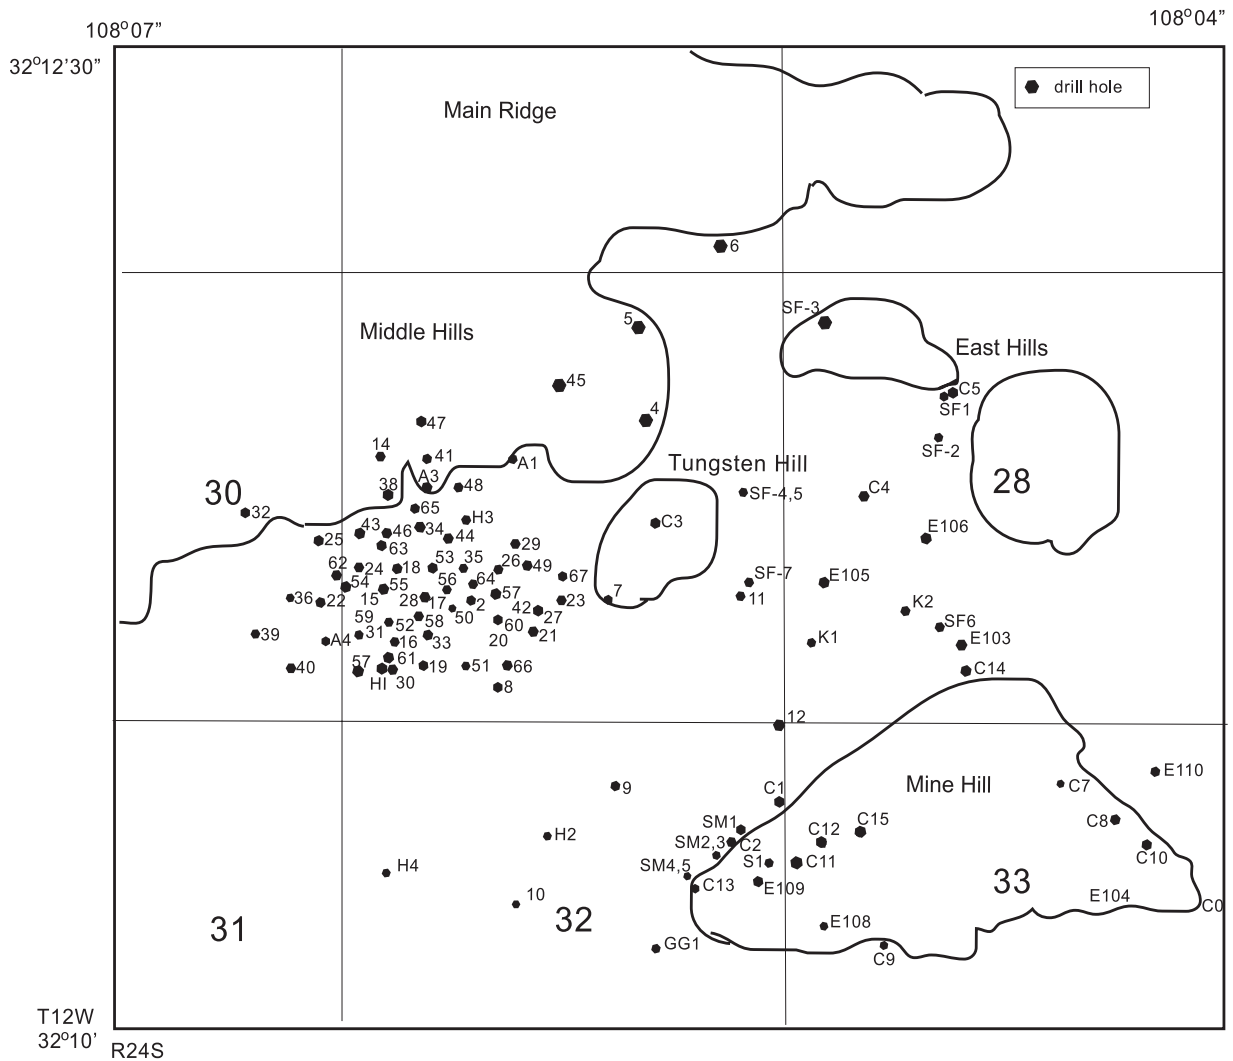 108°07”
108°04”
32°12'30”
drill hole
Main Ridge
6
SF-3
5
Middle Hills
East Hills
45
C5
SF1
4
47
SF-2
14
41
A1
Tungsten Hill
28
30
A3
38
48
SF-4,5
C4
32
65
H3
C3
43
46
34
44
E106
25
63
29
62
24
18
53
35
26
49
67
SF-7
E105
54
55
56
64
57
7
36
22
15
28
17
2
42
23
11
K2
50
27
59
52
58
60
SF6
39
A4
31
16
33
20
21
K1
E103
40
57
61
19
51
66
C14
HI
30
8
12
E110
9
C1
Mine Hill
C7
SM1
C12
C15
C8
H2
SM2,3
C2
C10
H4
SM4,5
S1
C11
C13
E109
33
10
E104
C0
31
32
E108
GG1
C9
T12W
32°10'
R24S